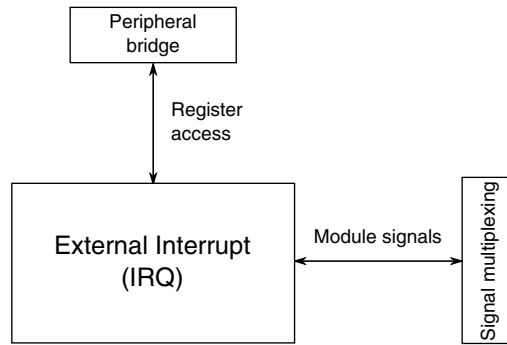 Peripheral
bridge
Register
access
External Interrupt
(IRQ)
Module signals
Signal multiplexing